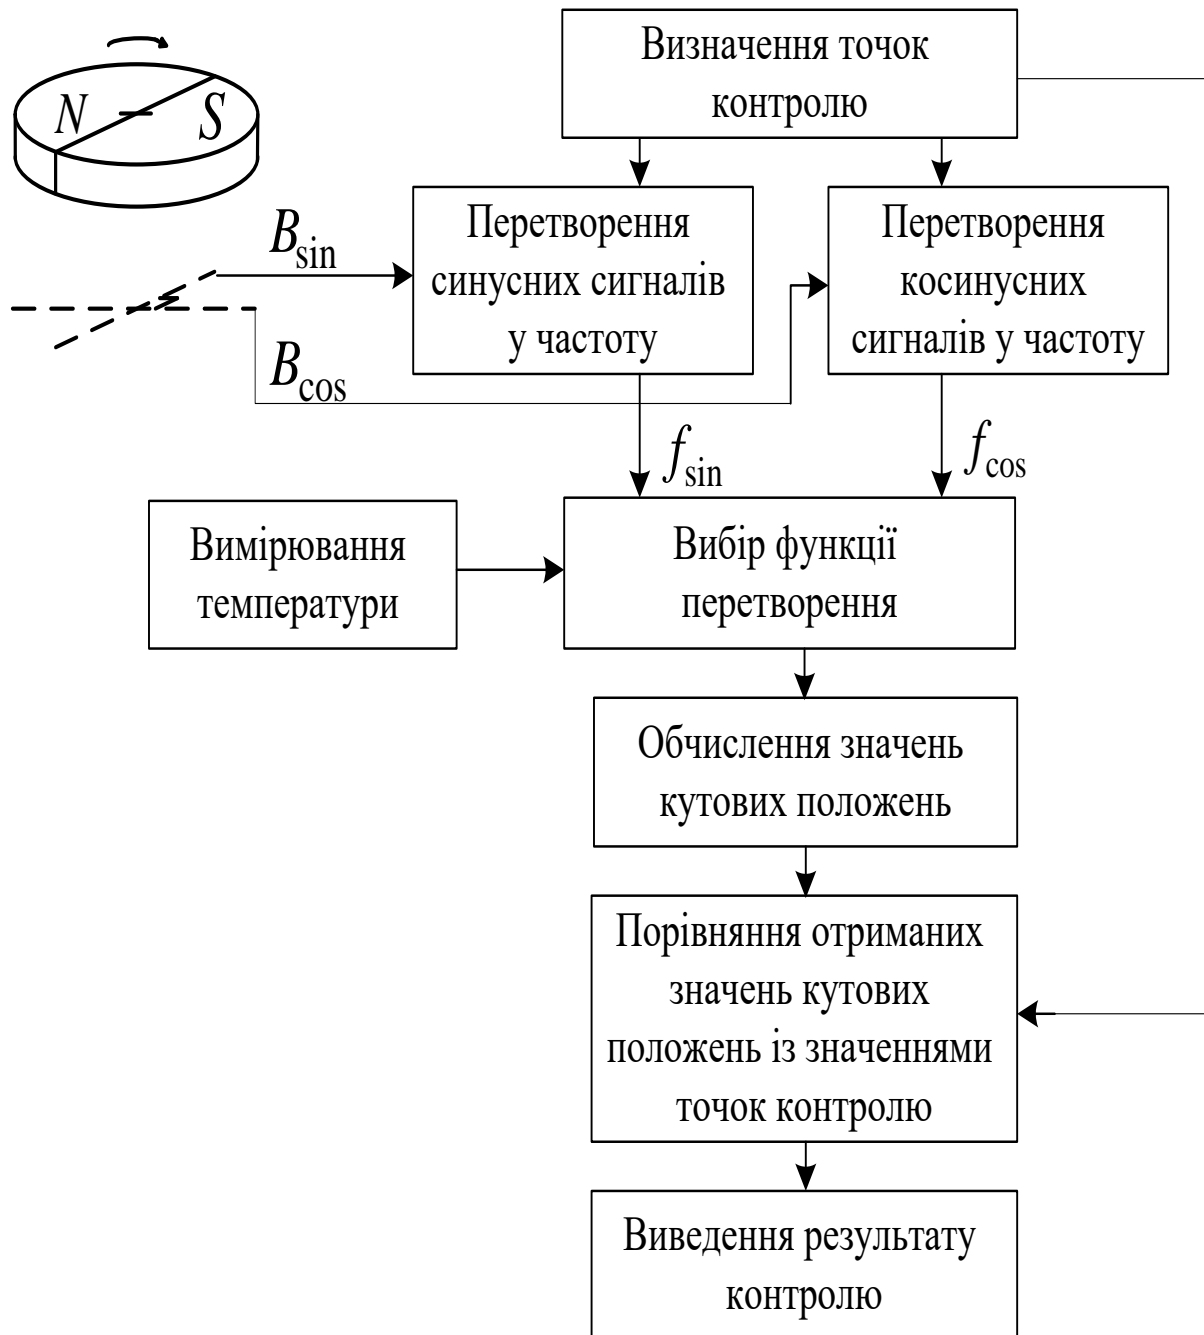 Визначення точок
контролю
N S
Перетворення
синусних сигналів
у частоту
Перетворення
косинусних
сигналів у частоту
B_sin
B_cos
f_sin
f_cos
Вимірювання
температури
Вибір функції
перетворення
Обчислення значень
кутових положень
Порівняння отриманих
значень кутових
положень із значеннями
точок контролю
Виведення результату
контролю